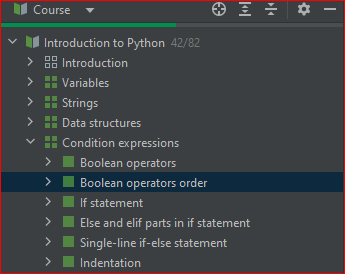 Course
Introduction to Python 42/82
Introduction
Variables
Strings
Data structures
Condition expressions
Boolean operators
Boolean operators order
If statement
Else and elif parts in if statement
Single-line if-else statement
Indentation